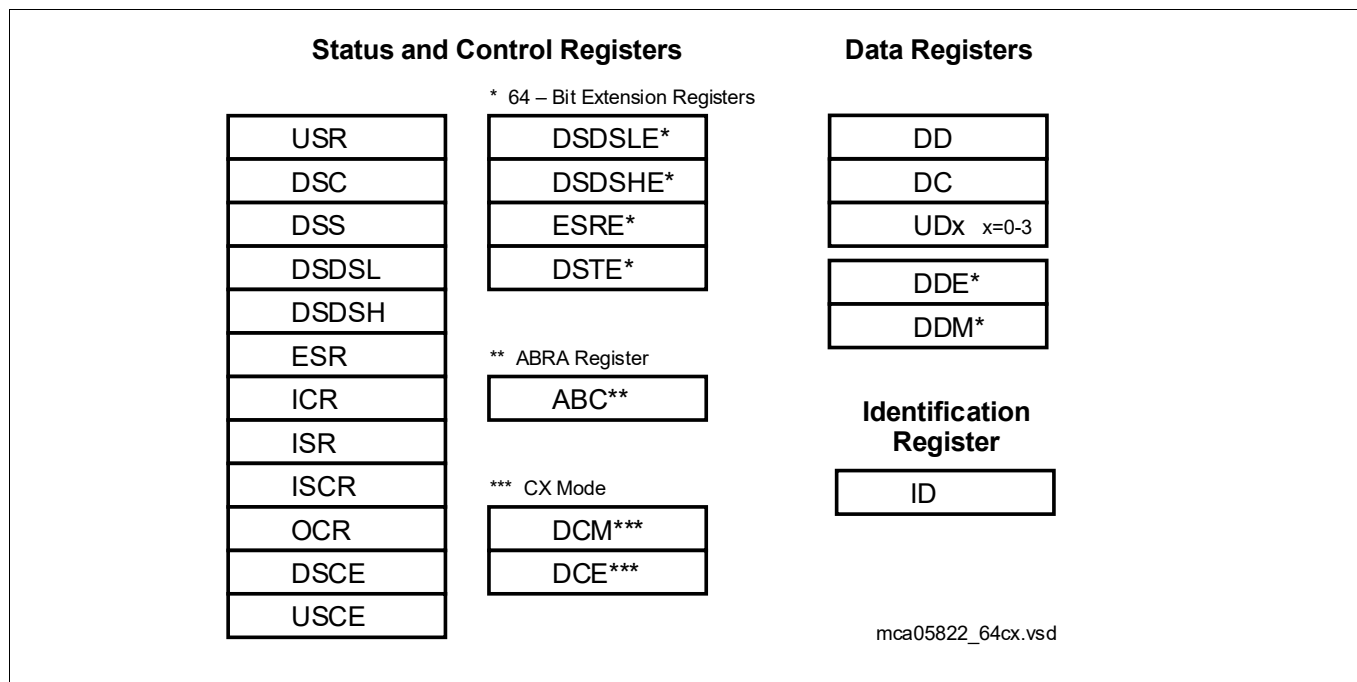 Status and Control Registers
* 64 – Bit Extension Registers
USR
DSC
DSS
DSDSL
DSDSH
ESR
ICR
ISR
ISCR
OCR
DSCE
USCE
DSDSLE*
DSDSHE*
ESRE*
DSTE*
** ABRA Register
ABC**
*** CX Mode
DCM***
DCE***
Data Registers
DD
DC
UDx x=0-3
DDE*
DDM*
Identification
Register
ID
mca05822_64cx.vsd